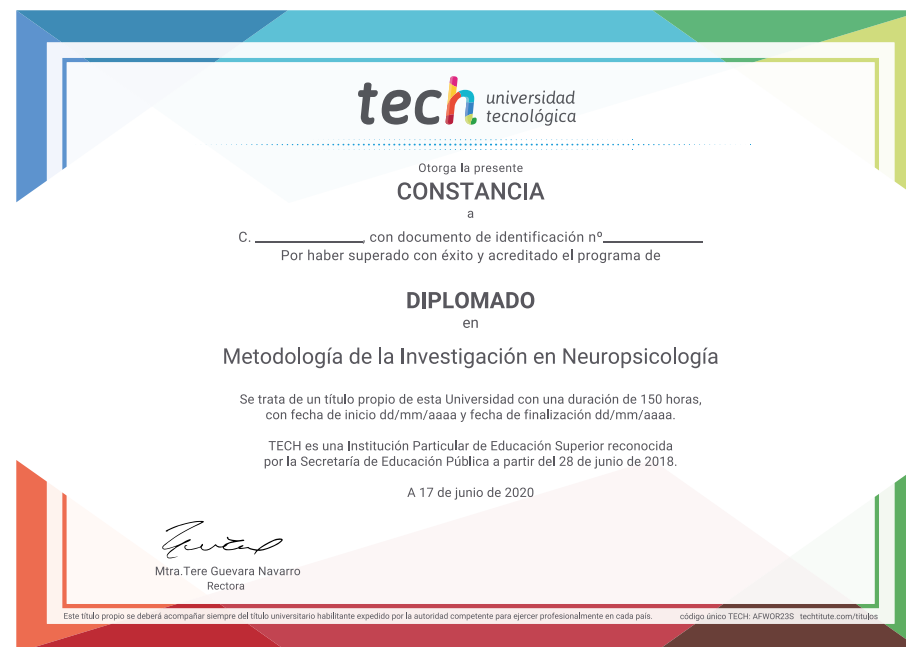 tech universidad
tecnológica
Otorga la presente
CONSTANCIA
a
C. ______________, con documento de identificación nº_____________
Por haber superado con éxito y acreditado el programa de
DIPLOMADO
en
Metodología de la Investigación en Neuropsicología
Se trata de un título propio de esta Universidad con una duración de 150 horas,
con fecha de inicio dd/mm/aaaa y fecha de finalización dd/mm/aaaa.
TECH es una Institución Particular de Educación Superior reconocida
por la Secretaría de Educación Pública a partir del 28 de junio de 2018.
A 17 de junio de 2020
Mtra.Tere Guevara Navarro
Rectora
Este título propio se deberá acompañar siempre del título universitario habilitante expedido por la autoridad competente para ejercer profesionalmente en cada país. código único TECH: AFWOR23S techtitute.com/titulos